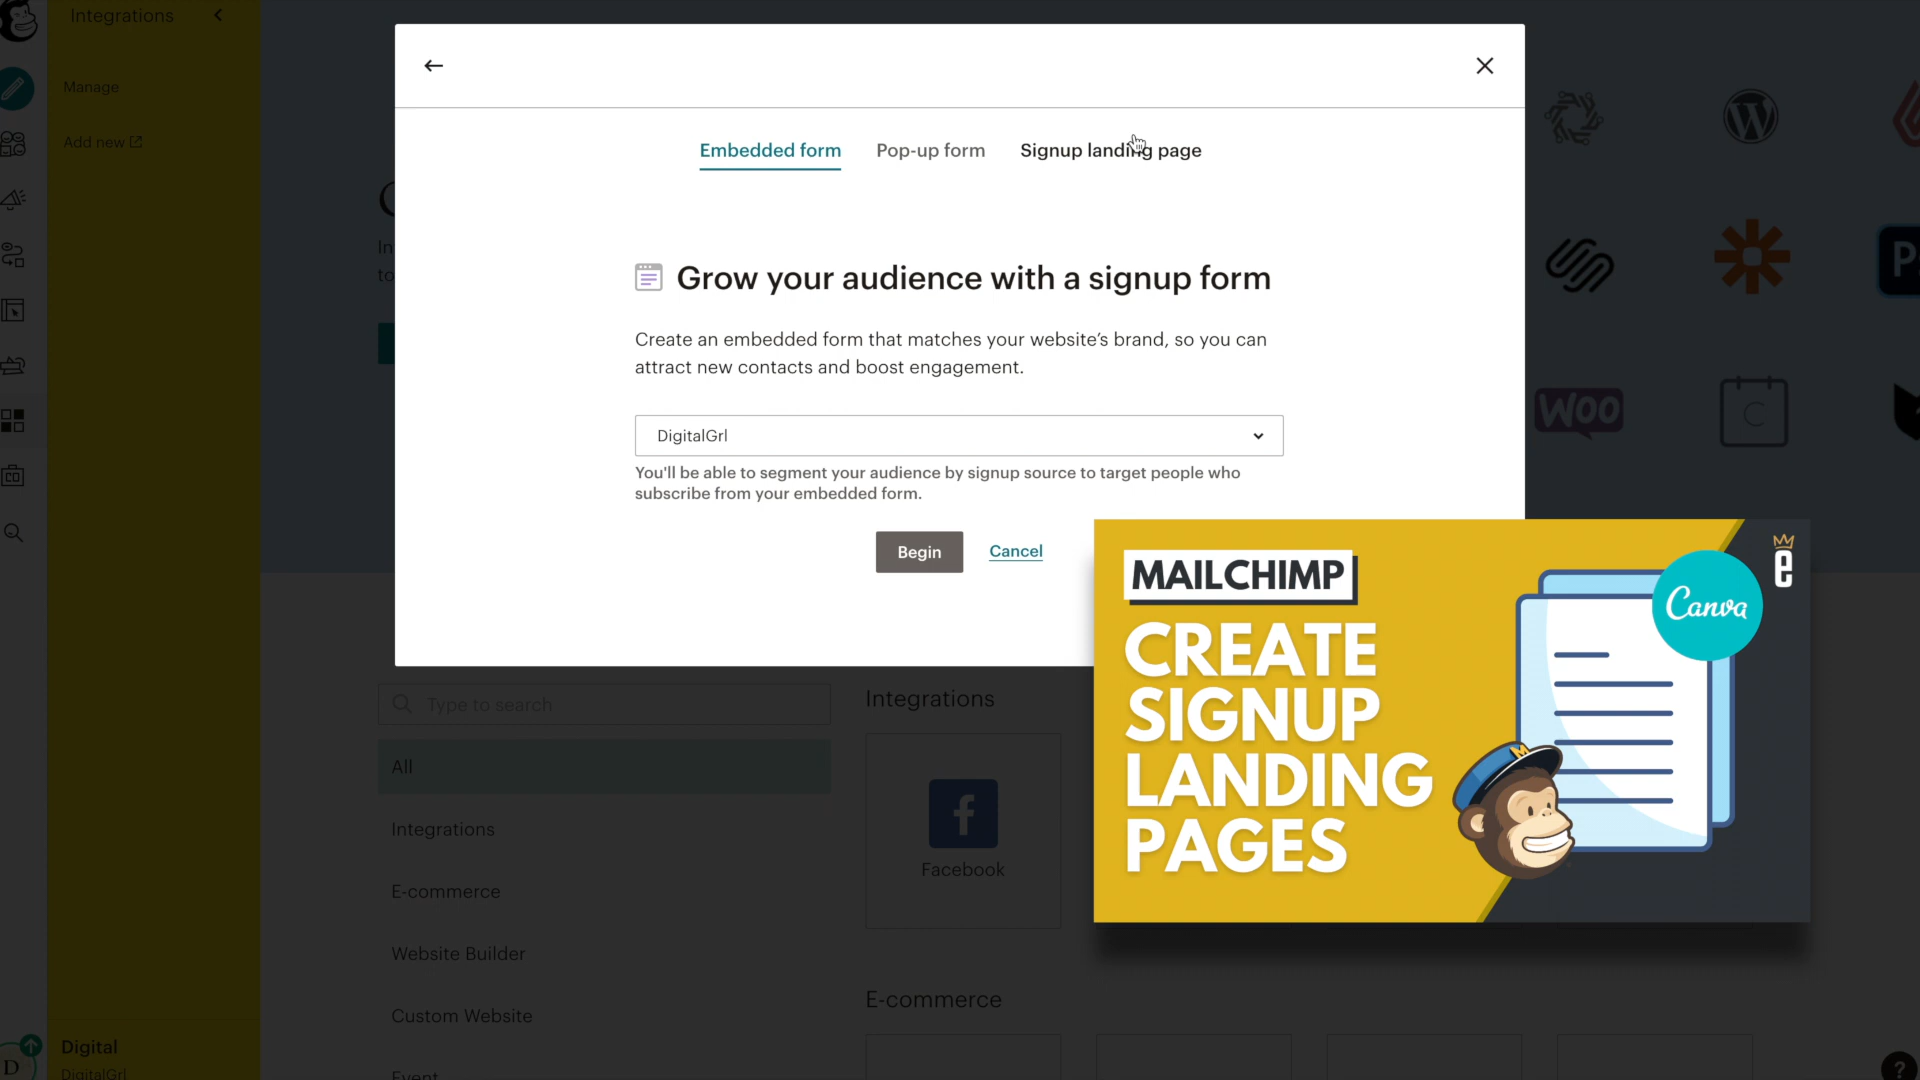 Integrations
Manage
Add new
In
to
Embedded form
Pop-up form
Signup landing page
Grow your audience with a signup form
Create an embedded form that matches your website's brand, so you can
attract new contacts and boost engagement.
DigitalGrl
You'll be able to segment your audience by signup source to target people who
subscribe from your embedded form.
Begin
Cancel
WOO
C
P
MAILCHIMP
CREATE
SIGNUP
LANDING
PAGES
Canva
e
Type to search
All
Integrations
E-commerce
Website Builder
Custom Website
Event
Integrations
Facebook
E-commerce
D
Digital
DigitalGrl
?